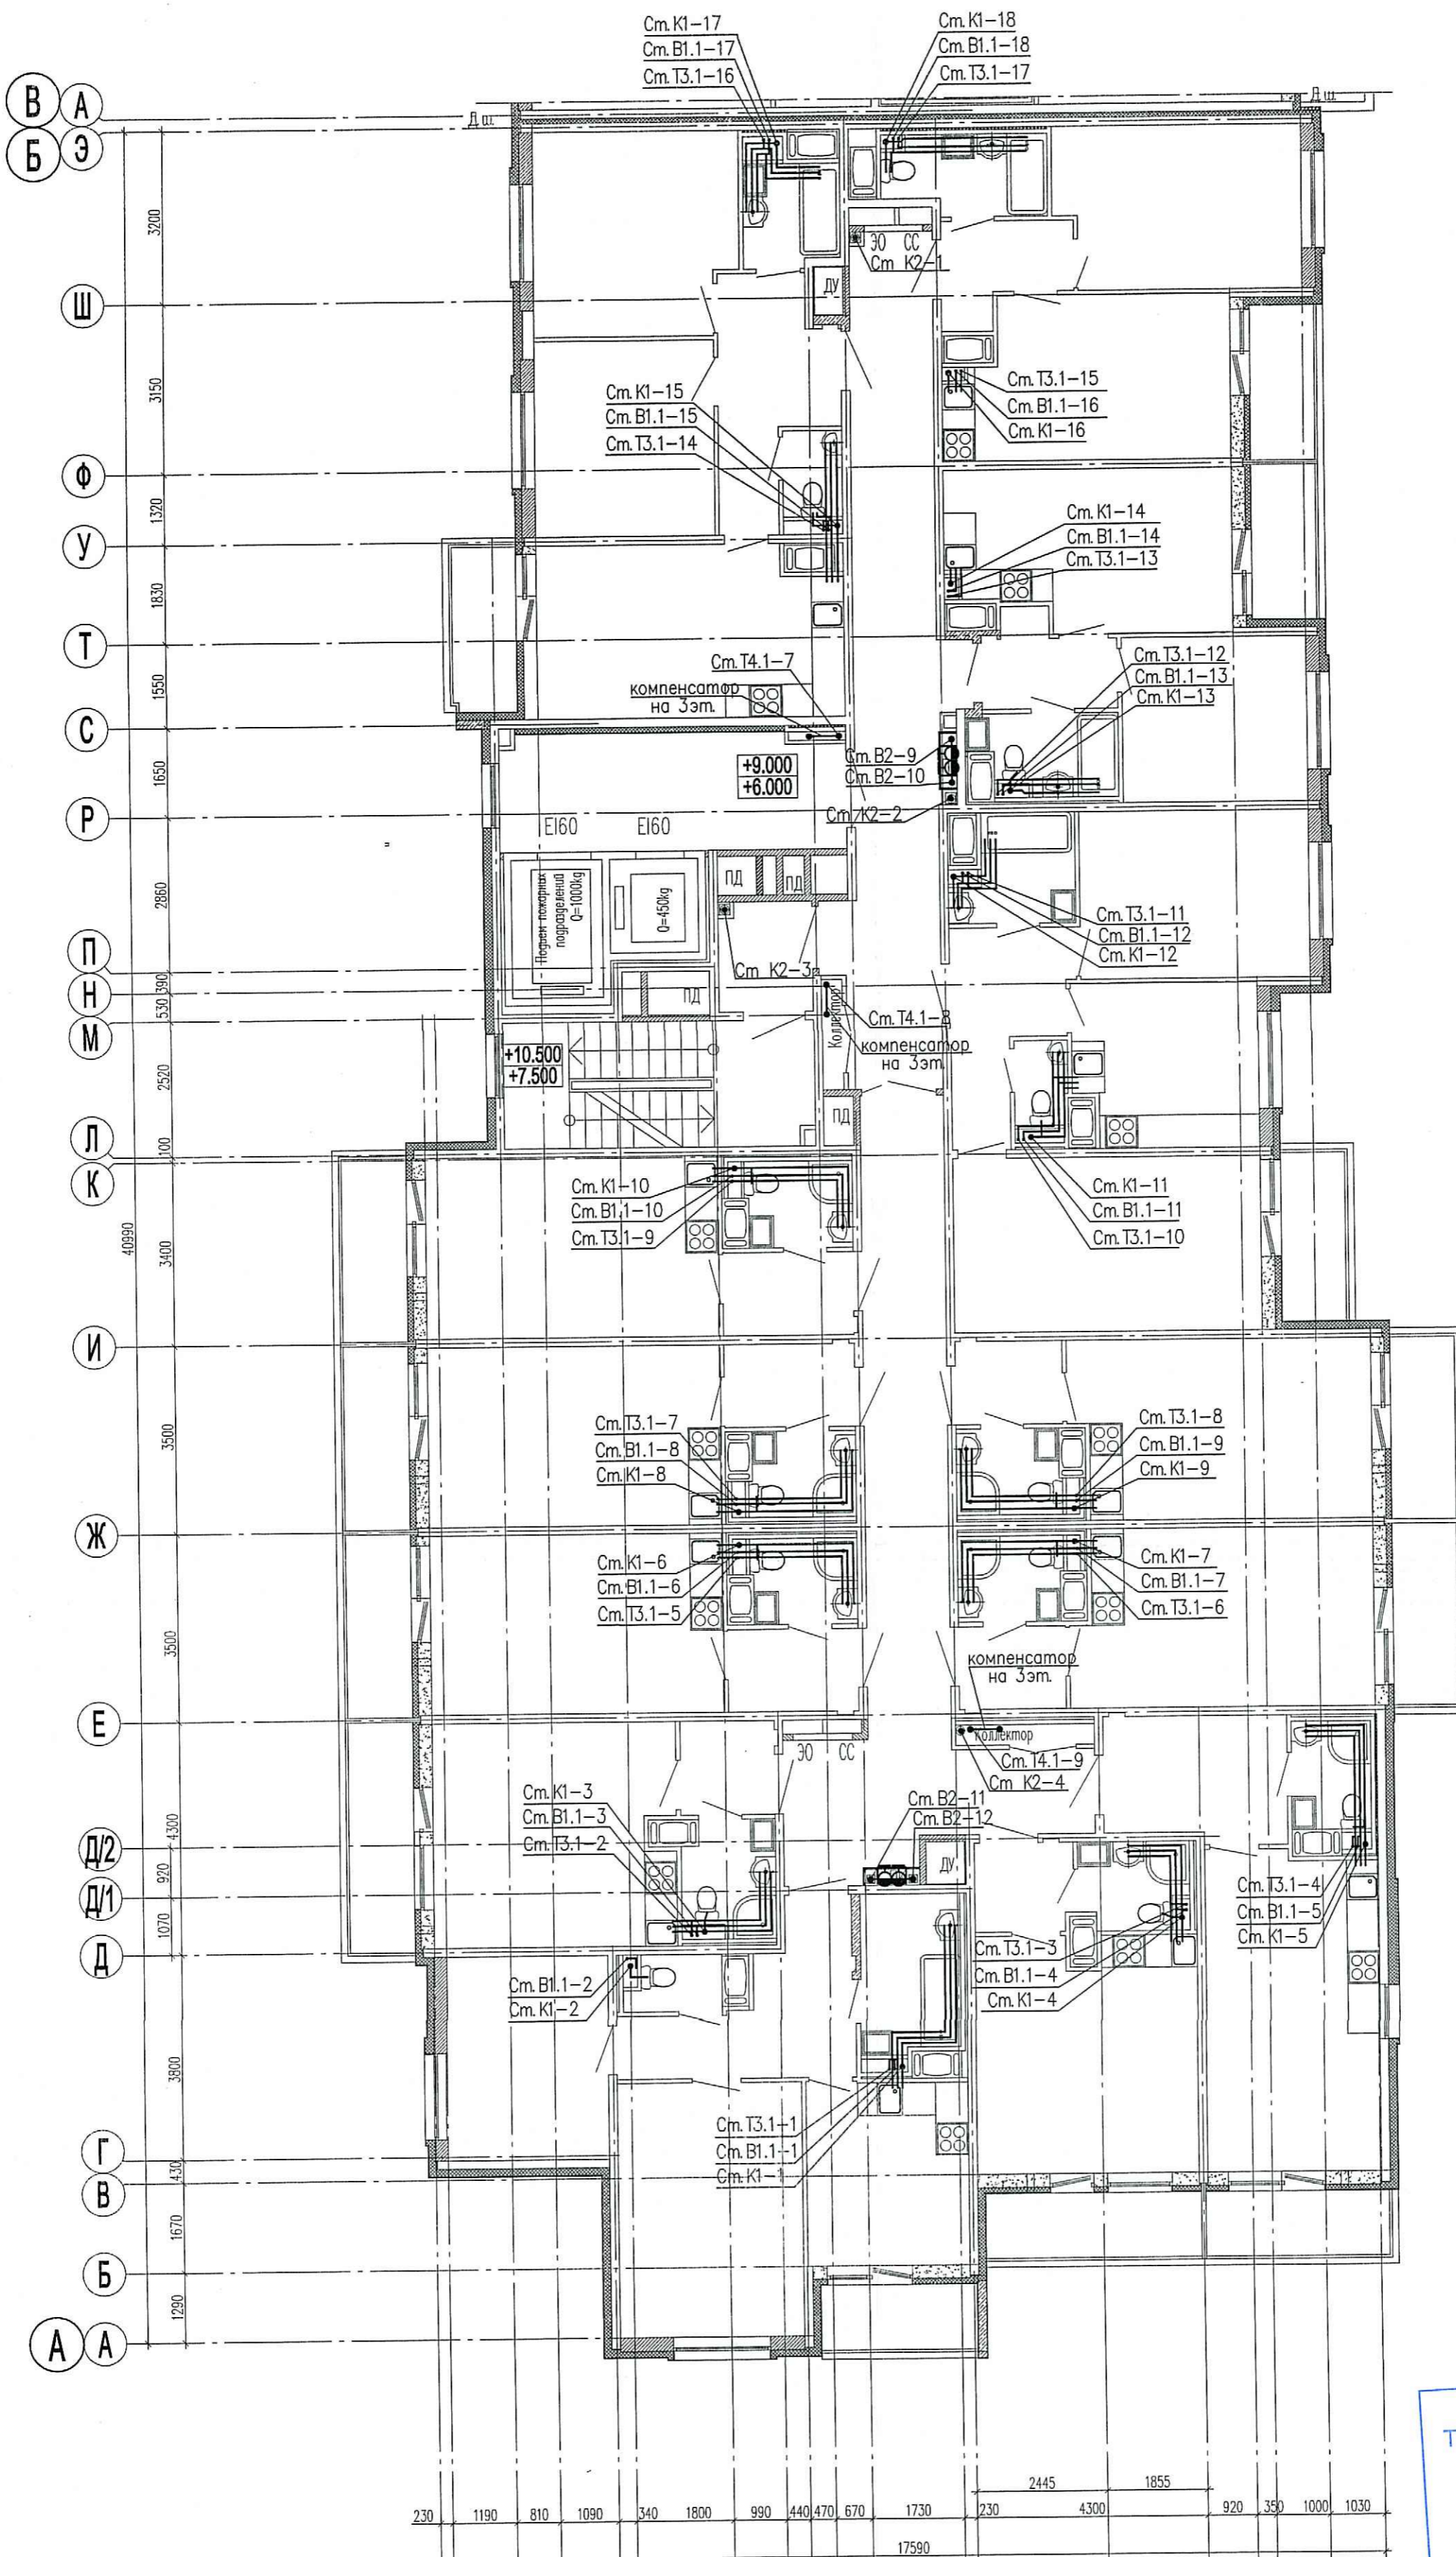 Ст. К1-17
Ст. В1.1-17
Ст. Т3.1-16
Ст. К1-18
Ст. В1.1-18
Ст. Т3.1-17
В
А
Б
Э
Д.ш.
Д.ш.
3200
ЭО
СС
Ст К2-1
ДУ
Ш
3150
Ст. К1-15
Ст. В1.1-15
Ст. Т3.1-14
Ст. Т3.1-15
Ст. В1.1-16
Ст. К1-16
Ф
1320
Ст. К1-14
Ст. В1.1-14
Ст. Т3.1-13
У
1830
Т
1550
Ст. Т4.1-7
компенсатор
на 3эт.
Ст. Т3.1-12
Ст. В1.1-13
Ст. К1-13
С
1650
+9.000
+6.000
Ст. В2-9
Ст. В2-10
Ст К2-2
Р
EI60
EI60
2860
Подъем пожарных
подразделений
Q=1000kg
Q=450kg
ПД
ПД
Ст. Т3.1-11
Ст. В1.1-12
Ст. К1-12
П
390
Ст К2-3
ПД
Н
530
Ст. Т4.1-8
Коллектор
компенсатор
на 3эт.
М
+10.500
+7.500
2520
ПД
Л
100
К
Ст. К1-10
Ст. В1.1-10
Ст. Т3.1-9
Ст. К1-11
Ст. В1.1-11
Ст. Т3.1-10
40990
3400
И
3500
Ст. Т3.1-7
Ст. В1.1-8
Ст. К1-8
Ст. Т3.1-8
Ст. В1.1-9
Ст. К1-9
Ж
Ст. К1-6
Ст. В1.1-6
Ст. Т3.1-5
Ст. К1-7
Ст. В1.1-7
Ст. Т3.1-6
3500
компенсатор
на 3эт.
Е
ЭО
СС
Коллектор
Ст. Т4.1-9
Ст К2-4
4300
Ст. К1-3
Ст. В1.1-3
Ст. Т3.1-2
Ст. В2-11
Ст. В2-12
Д/2
ДУ
920
Д/1
Ст. Т3.1-4
Ст. В1.1-5
Ст. К1-5
1070
Д
Ст. Т3.1-3
Ст. В1.1-4
Ст. К1-4
Ст. В1.1-2
Ст. К1-2
3800
Ст. Т3.1-1
Ст. В1.1-1
Ст. К1-1
Г
430
В
1670
Б
1290
А
А
Т
2445
1855
230
1190
810
1090
340
1800
990
440
470
670
1730
230
4300
920
350
1000
1030
17590